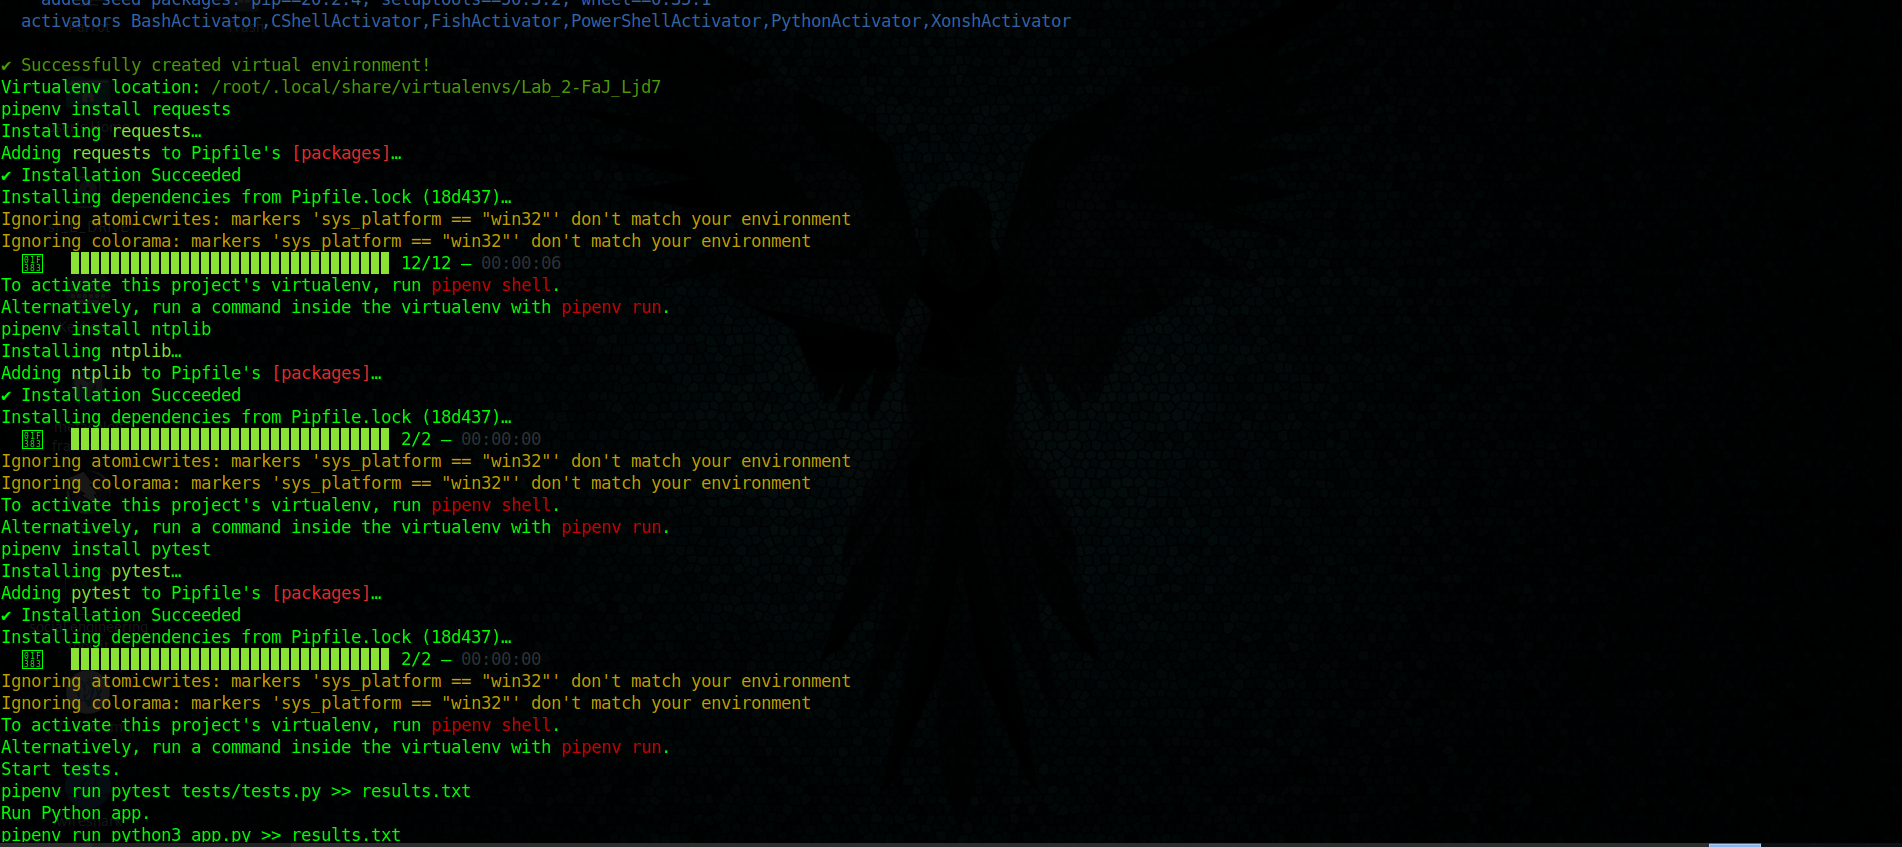 added seed packages: pip==20.2.4, setuptools==50.3.2, wheel==0.35.1
activators BashActivator,CShellActivator,FishActivator,PowerShellActivator,PythonActivator,XonshActivator
✔ Successfully created virtual environment!
Virtualenv location: /root/.local/share/virtualenvs/Lab_2-FaJ_Ljd7
pipenv install requests
Installing requests…
Adding requests to Pipfile's [packages]…
✔ Installation Succeeded
Installing dependencies from Pipfile.lock (18d437)…
Ignoring atomicwrites: markers 'sys_platform == "win32"' don't match your environment
Ignoring colorama: markers 'sys_platform == "win32"' don't match your environment
12/12 — 00:00:06
To activate this project's virtualenv, run pipenv shell.
Alternatively, run a command inside the virtualenv with pipenv run.
pipenv install ntplib
Installing ntplib…
Adding ntplib to Pipfile's [packages]…
✔ Installation Succeeded
Installing dependencies from Pipfile.lock (18d437)…
2/2 — 00:00:00
Ignoring atomicwrites: markers 'sys_platform == "win32"' don't match your environment
Ignoring colorama: markers 'sys_platform == "win32"' don't match your environment
To activate this project's virtualenv, run pipenv shell.
Alternatively, run a command inside the virtualenv with pipenv run.
pipenv install pytest
Installing pytest…
Adding pytest to Pipfile's [packages]…
✔ Installation Succeeded
Installing dependencies from Pipfile.lock (18d437)…
2/2 — 00:00:00
Ignoring atomicwrites: markers 'sys_platform == "win32"' don't match your environment
Ignoring colorama: markers 'sys_platform == "win32"' don't match your environment
To activate this project's virtualenv, run pipenv shell.
Alternatively, run a command inside the virtualenv with pipenv run.
Start tests.
pipenv run pytest tests/tests.py >> results.txt
Run Python app.
pipenv run python3 app.py >> results.txt